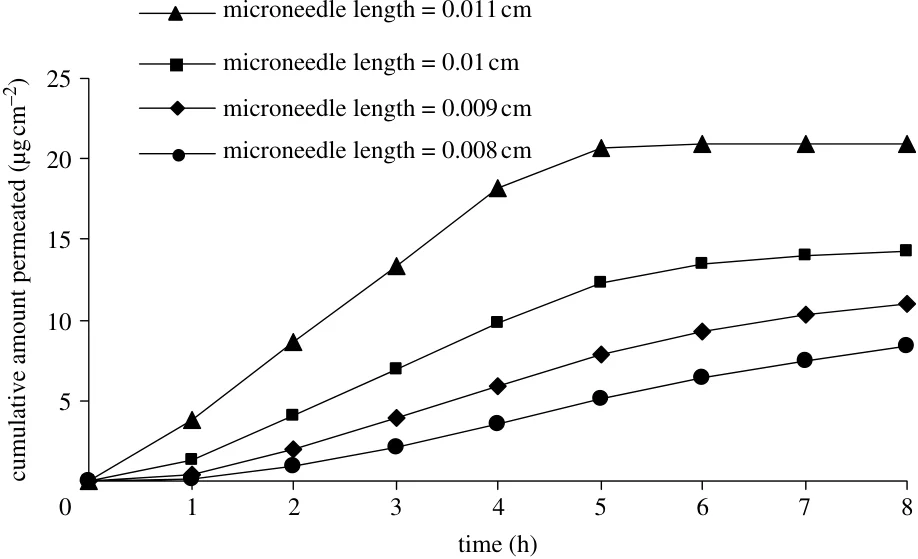 microneedle length = 0.011 cm
microneedle length = 0.01 cm
microneedle length = 0.009 cm
microneedle length = 0.008 cm
cumulative amount permeated (µg cm⁻²)
25
20
15
10
5
0
1 2 3 4 5 6 7 8
time (h)